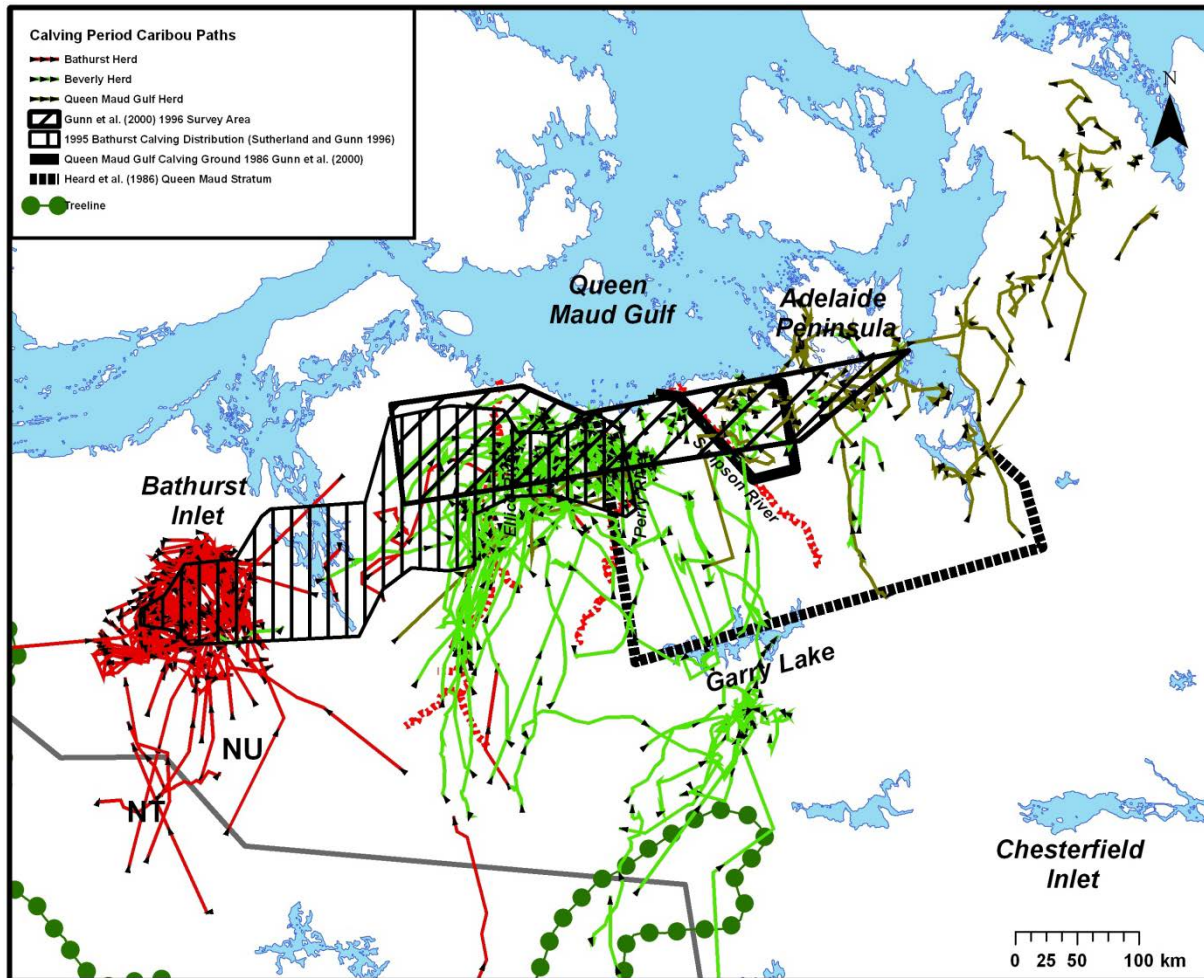 Calving Period Caribou Paths
Bathurst Herd
Beverly Herd
Queen Maud Gulf Herd
Gunn et al. (2000) 1996 Survey Area
1995 Bathurst Calving Distribution (Sutherland and Gunn 1996)
Queen Maud Gulf Calving Ground 1986 Gunn et al. (2000)
Heard et al. (1986) Queen Maud Stratum
Treeline
N
Queen
Maud Gulf
Adelaide
Peninsula
Bathurst
Inlet
Simpson River
Garry Lake
NU
NT
Chesterfield
Inlet
0 25 50 100 km